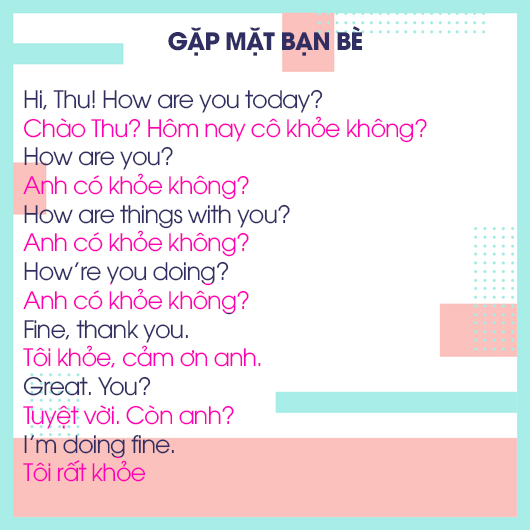 GẶP MẶT BẠN BÈ
Hi, Thu! How are you today?
Chào Thu? Hôm nay cô khỏe không?
How are you?
Anh có khỏe không?
How are things with you?
Anh có khỏe không?
How’re you doing?
Anh có khỏe không?
Fine, thank you.
Tôi khỏe, cảm ơn anh.
Great. You?
Tuyệt vời. Còn anh?
I’m doing fine.
Tôi rất khỏe